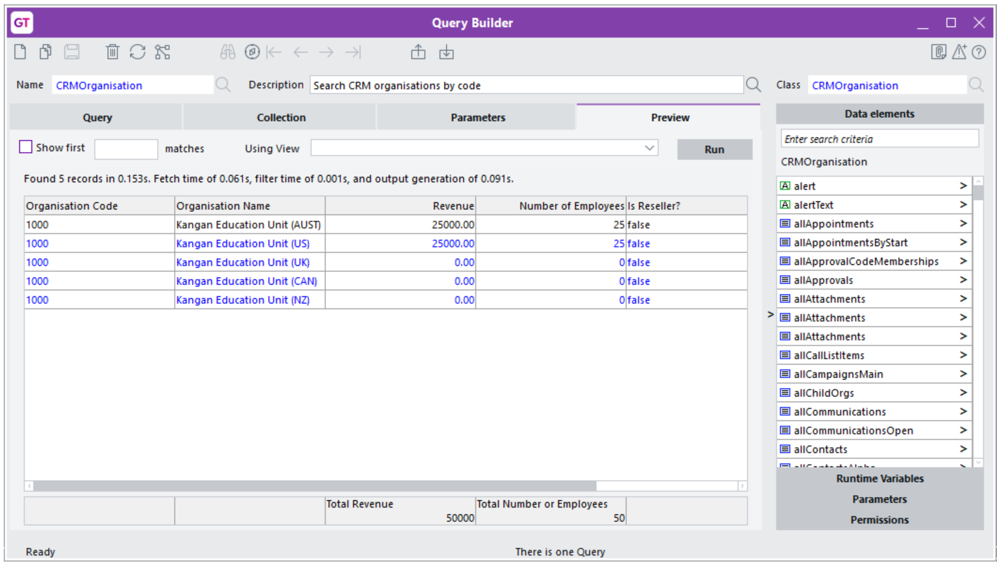 GT
Query Builder
Name CRMOrganisation Description Search CRM organisations by code Class CRMOrganisation
Query Collection Parameters Preview
Show first matches Using View Run
Found 5 records in 0.153s. Fetch time of 0.061s, filter time of 0.001s, and output generation of 0.091s.
Organisation Code Organisation Name Revenue Number of Employees Is Reseller?
1000 Kangan Education Unit (AUST) 25000.00 25 false
1000 Kangan Education Unit (US) 25000.00 25 false
1000 Kangan Education Unit (UK) 0.00 0 false
1000 Kangan Education Unit (CAN) 0.00 0 false
1000 Kangan Education Unit (NZ) 0.00 0 false
Total Revenue Total Number or Employees
50000 50
Data elements
Enter search criteria
CRMOrganisation
A alert >
A alertText >
allAppointments >
allAppointmentsByStart >
allApprovalCodeMemberships >
allApprovals >
allAttachments >
> allAttachments >
allAttachments >
allCallListItems >
allCampaignsMain >
allChildOrgs >
allCommunications >
allCommunicationsOpen >
allContacts >
Runtime Variables
Parameters
Permissions
Ready There is one Query